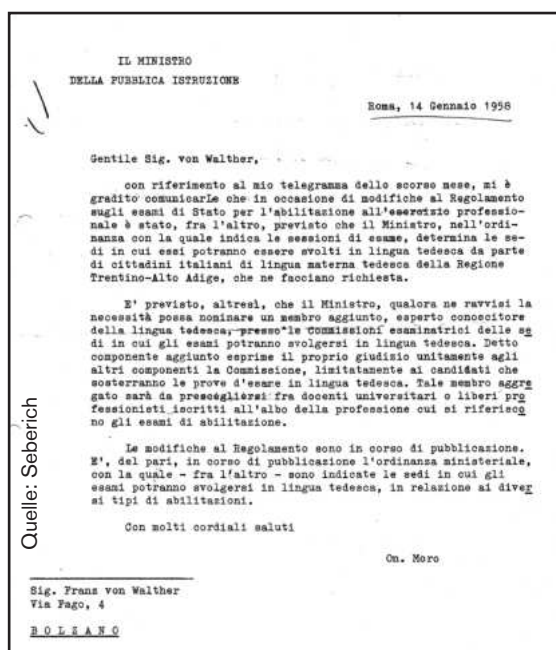 IL MINISTRO
DELLA PUBBLICA ISTRUZIONE
Roma, 14 Gennaio 1958
Gentile Sig. von Walther,
con riferimento al mio telegramma dello scorso mese, mi è
gradito comunicarLe che in occasione di modifiche al Regolamento
sugli esami di Stato per l'abilitazione all'esercizio professio-
nale è stato, fra l'altro, previsto che il Ministro, nell'ordi-
nanza con la quale indica le sessioni di esame, determina le se-
di in cui essi potranno essere svolti in lingua tedesca da parte
di cittadini italiani di lingua materna tedesca della Regione
Trentino-Alto Adige, che ne facciano richiesta.
E' previsto, altresì, che il Ministro, qualora ne ravvisi la
necessità possa nominare un membro aggiunto, esperto conoscitore
della lingua tedesca, presso le Commissioni esaminatrici delle se
di in cui gli esami potranno svolgersi in lingua tedesca. Detto
componente aggiunto esprime il proprio giudizio unitamente agli
altri componenti la Commissione, limitatamente ai candidati che
sosterranno le prove d'esame in lingua tedesca. Tale membro aggre
gato sarà da prescegliersi fra docenti universitari o liberi pro
fessionisti iscritti all'albo della professione cui si riferisco
no gli esami di abilitazione.
Le modifiche al Regolamento sono in corso di pubblicazione.
E', del pari, in corso di pubblicazione l'ordinanza ministeriale,
con la quale - fra l'altro - sono indicate le sedi in cui gli
esami potranno svolgersi in lingua tedesca, in relazione ai diver
si tipi di abilitazioni.
Con molti cordiali saluti
On. Moro
Sig. Franz von Walther
Via Fago, 4
BOLZANO
Quelle: Seberich